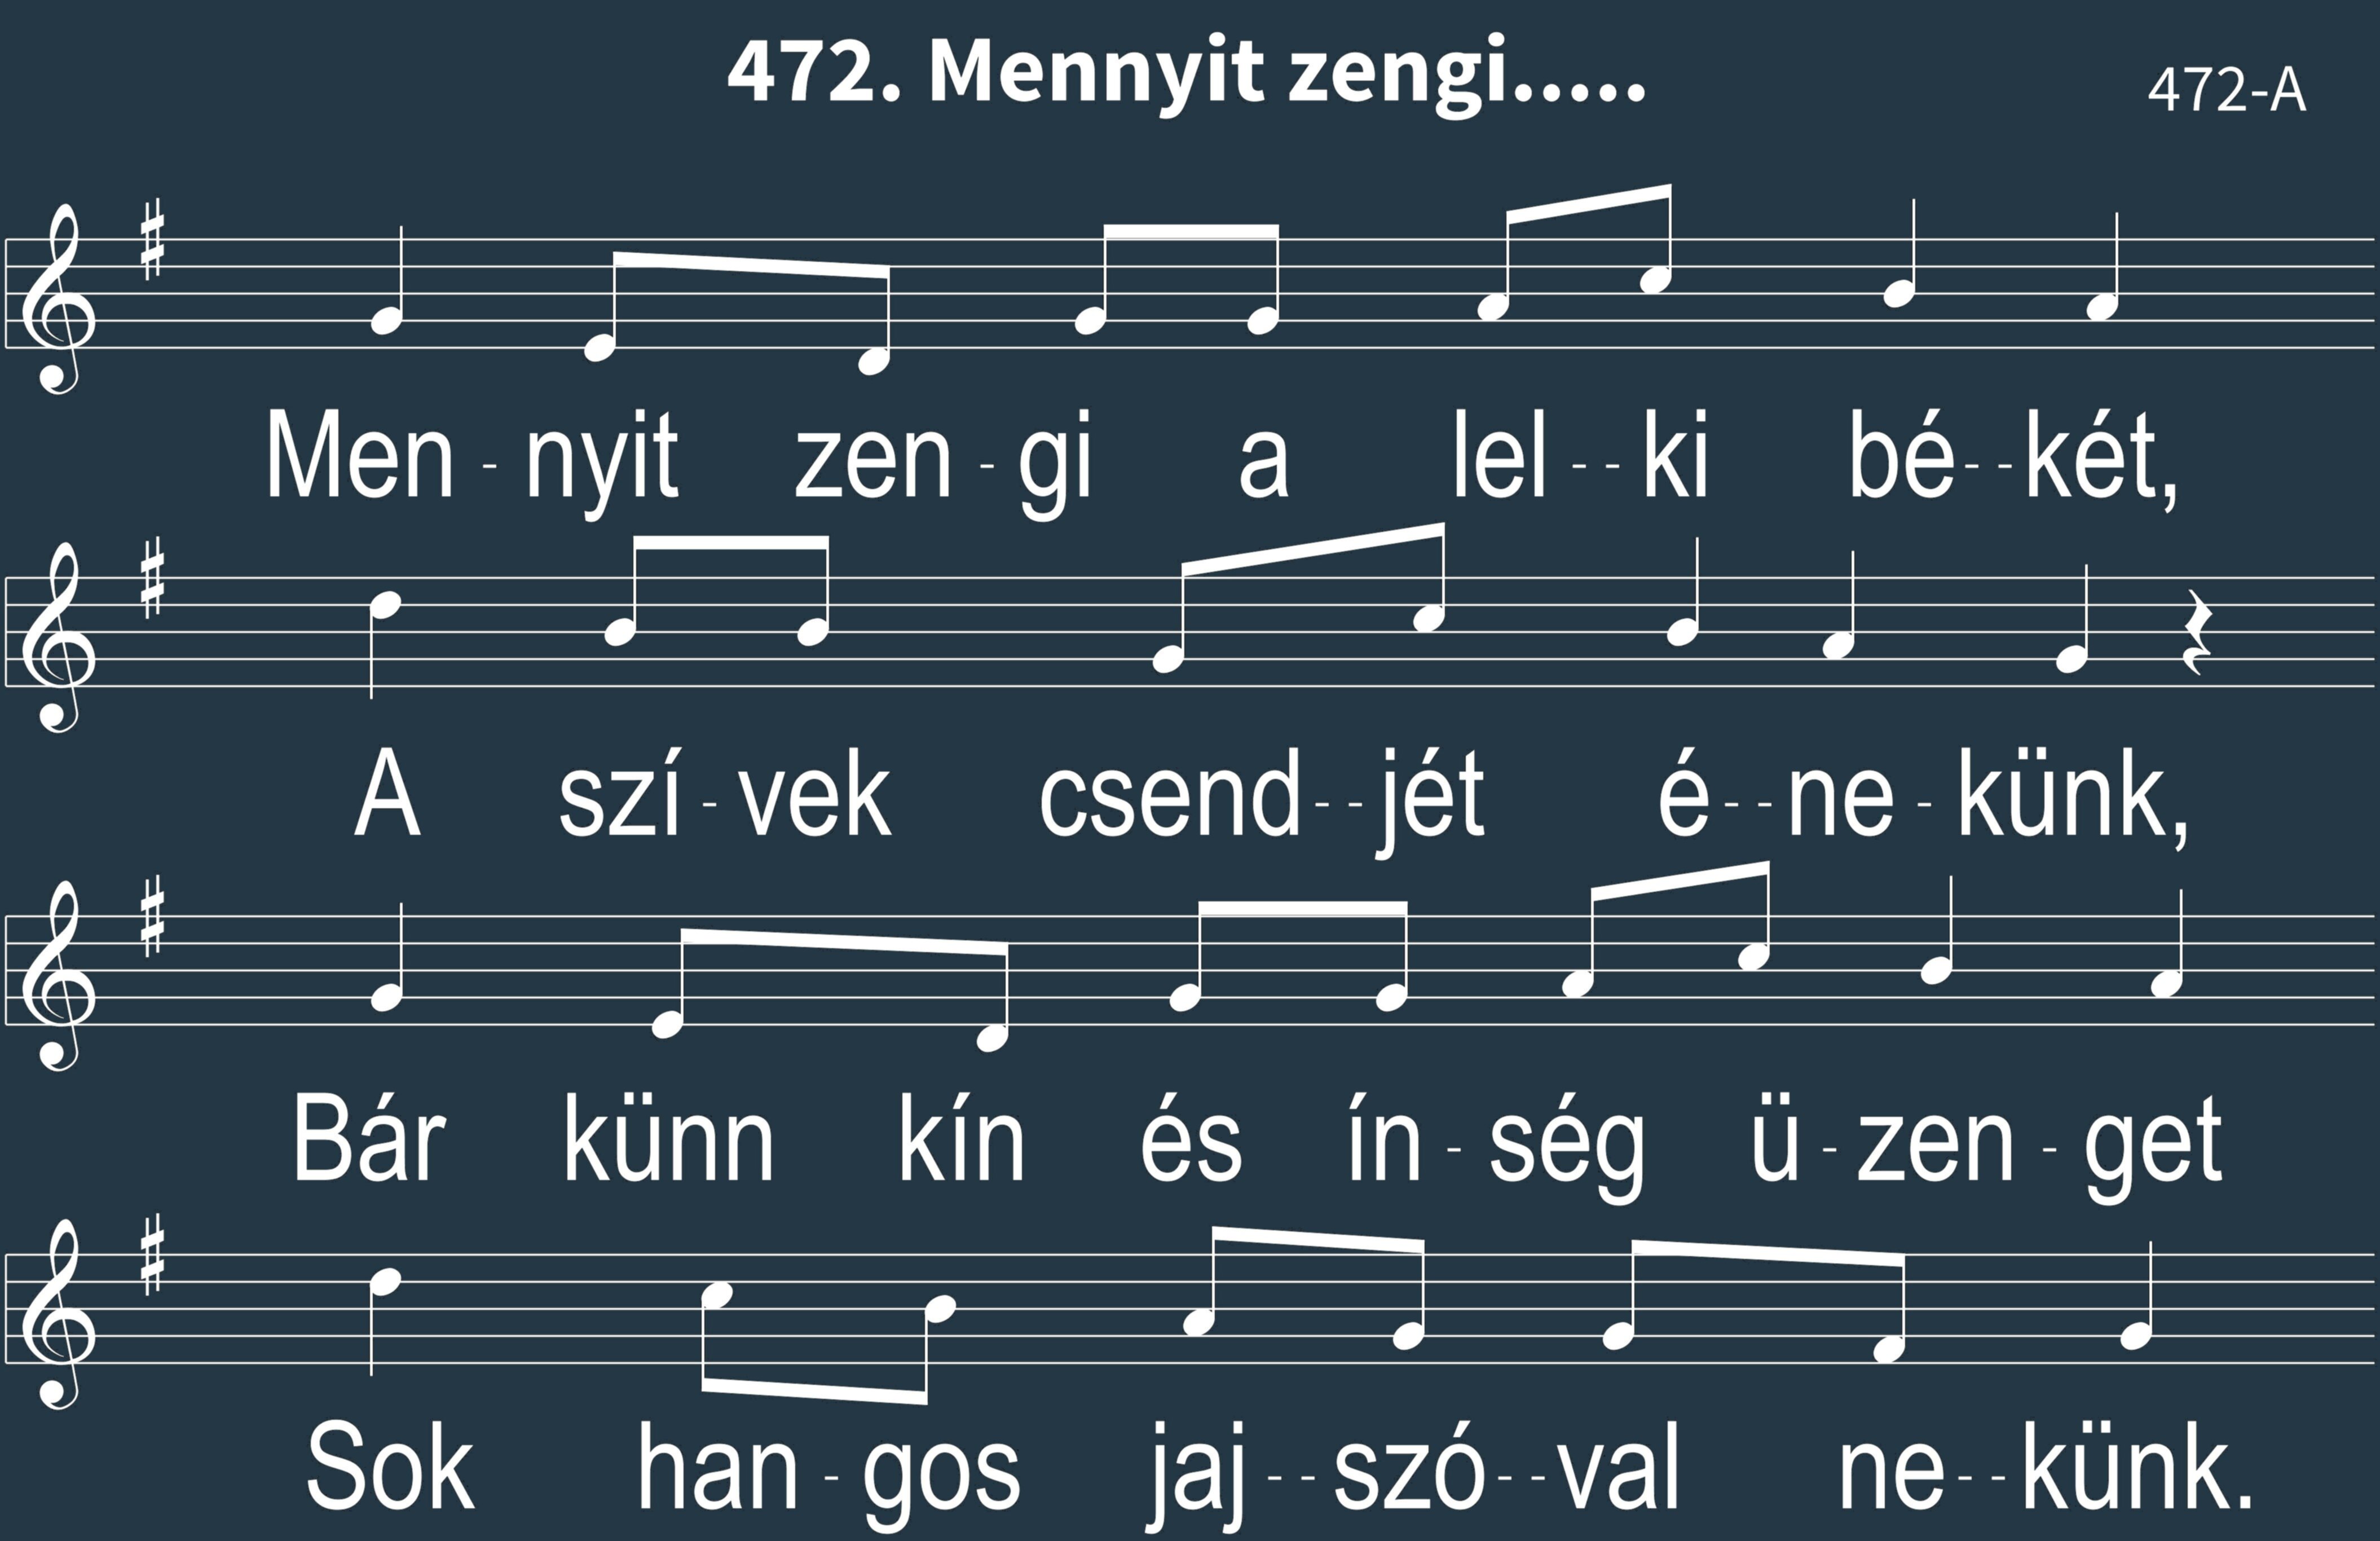 472. Mennyit zengi.....
472-A
Men - nyit zen - gi a lel - - ki bé- -két,
A szí - vek csend - - jét é - - ne - künk,
Bár künn kín és ín - ség ü - zen - get
Sok han - gos jaj - - szó - - val ne- - künk.